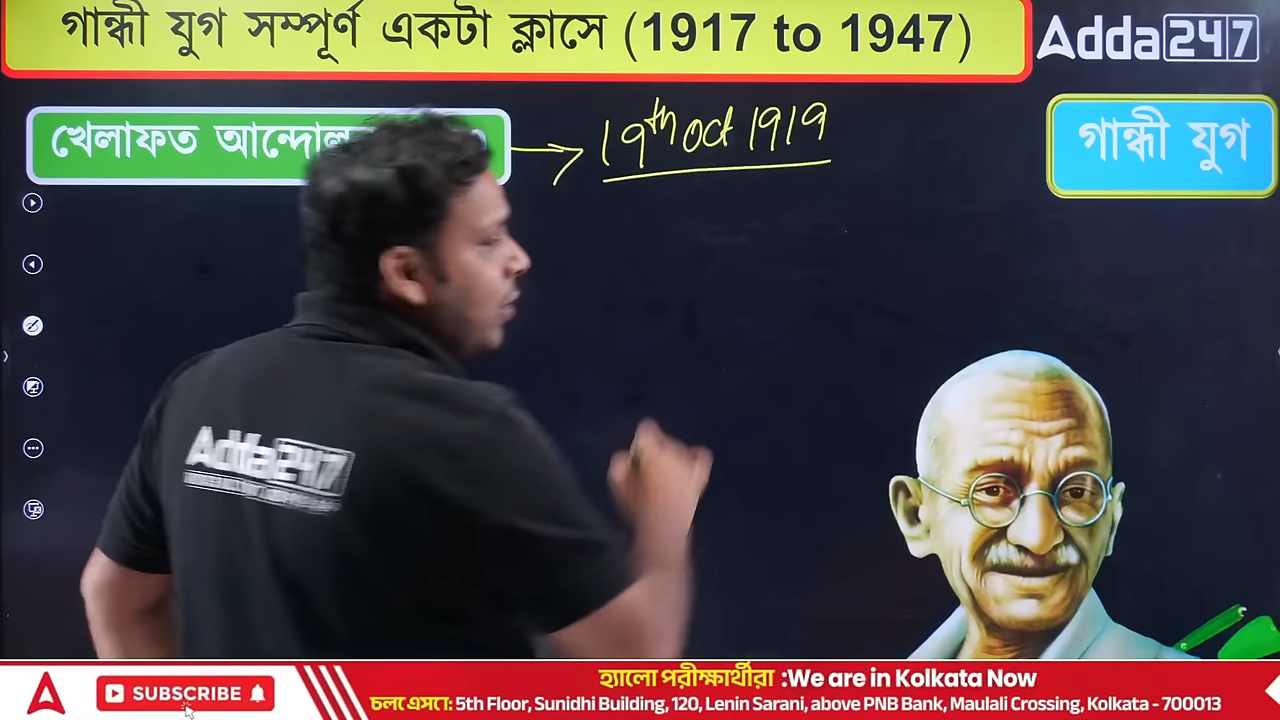 গান্ধী যুগ সম্পূর্ণ একটা ক্লাসে (1917 to 1947)
Adda247
খেলাফত
19th oct 1919
গান্ধী যুগ
Adda247
SUBSCRIBE
হ্যালো পরীক্ষার্থীরা :We are in Kolkata Now
চলে এসো: 5th Floor, Sunidhi Building, 120, Lenin Sarani, above PNB Bank, Maulali Crossing, Kolkata - 700013